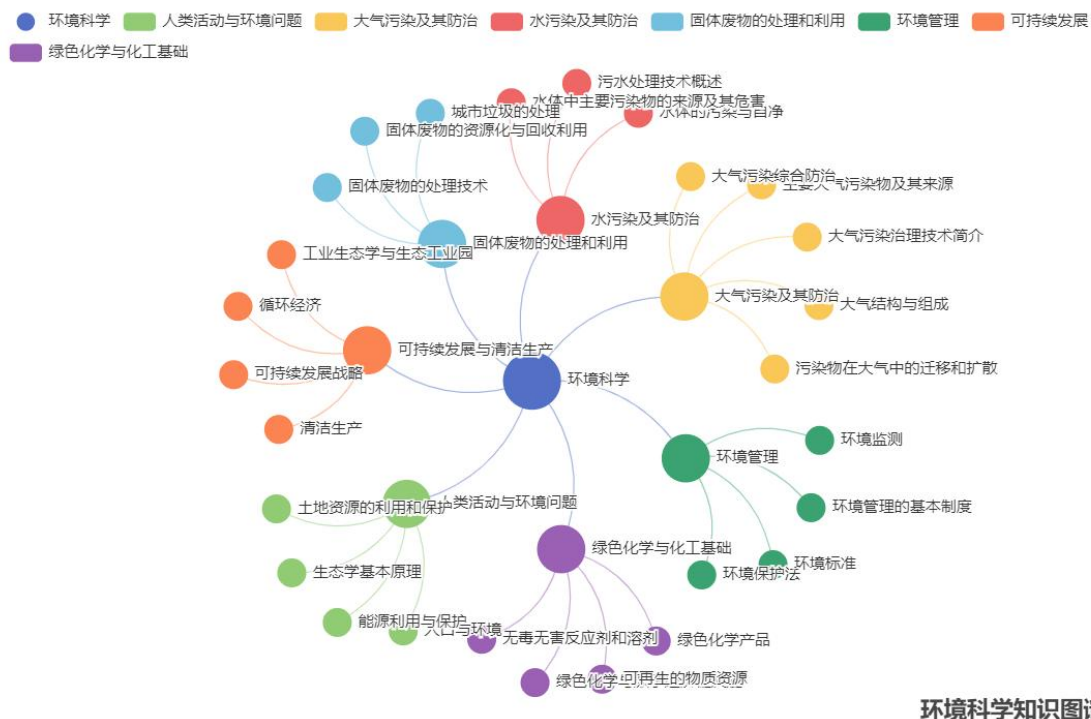 环境科学 人类活动与环境问题 大气污染及其防治 水污染及其防治 固体废物的处理和利用 环境管理 可持续发展
绿色化学与化工基础
污水处理技术概述
水体中主要污染物的来源及其危害
城市垃圾的处理
水体的污染与自净
固体废物的资源化与回收利用
大气污染综合防治
主要大气污染物及其来源
固体废物的处理技术
水污染及其防治
大气污染治理技术简介
固体废物的处理和利用
工业生态学与生态工业园
大气污染及其防治
循环经济
大气结构与组成
可持续发展与清洁生产
污染物在大气中的迁移和扩散
可持续发展战略
环境科学
清洁生产
环境监测
环境管理
人类活动与环境问题
土地资源的利用和保护
环境管理的基本制度
绿色化学与化工基础
环境标准
生态学基本原理
环境保护法
能源利用与保护
人口与环境
无毒无害反应剂和溶剂
绿色化学产品
绿色化学与
可再生的物质资源
环境科学知识图谱